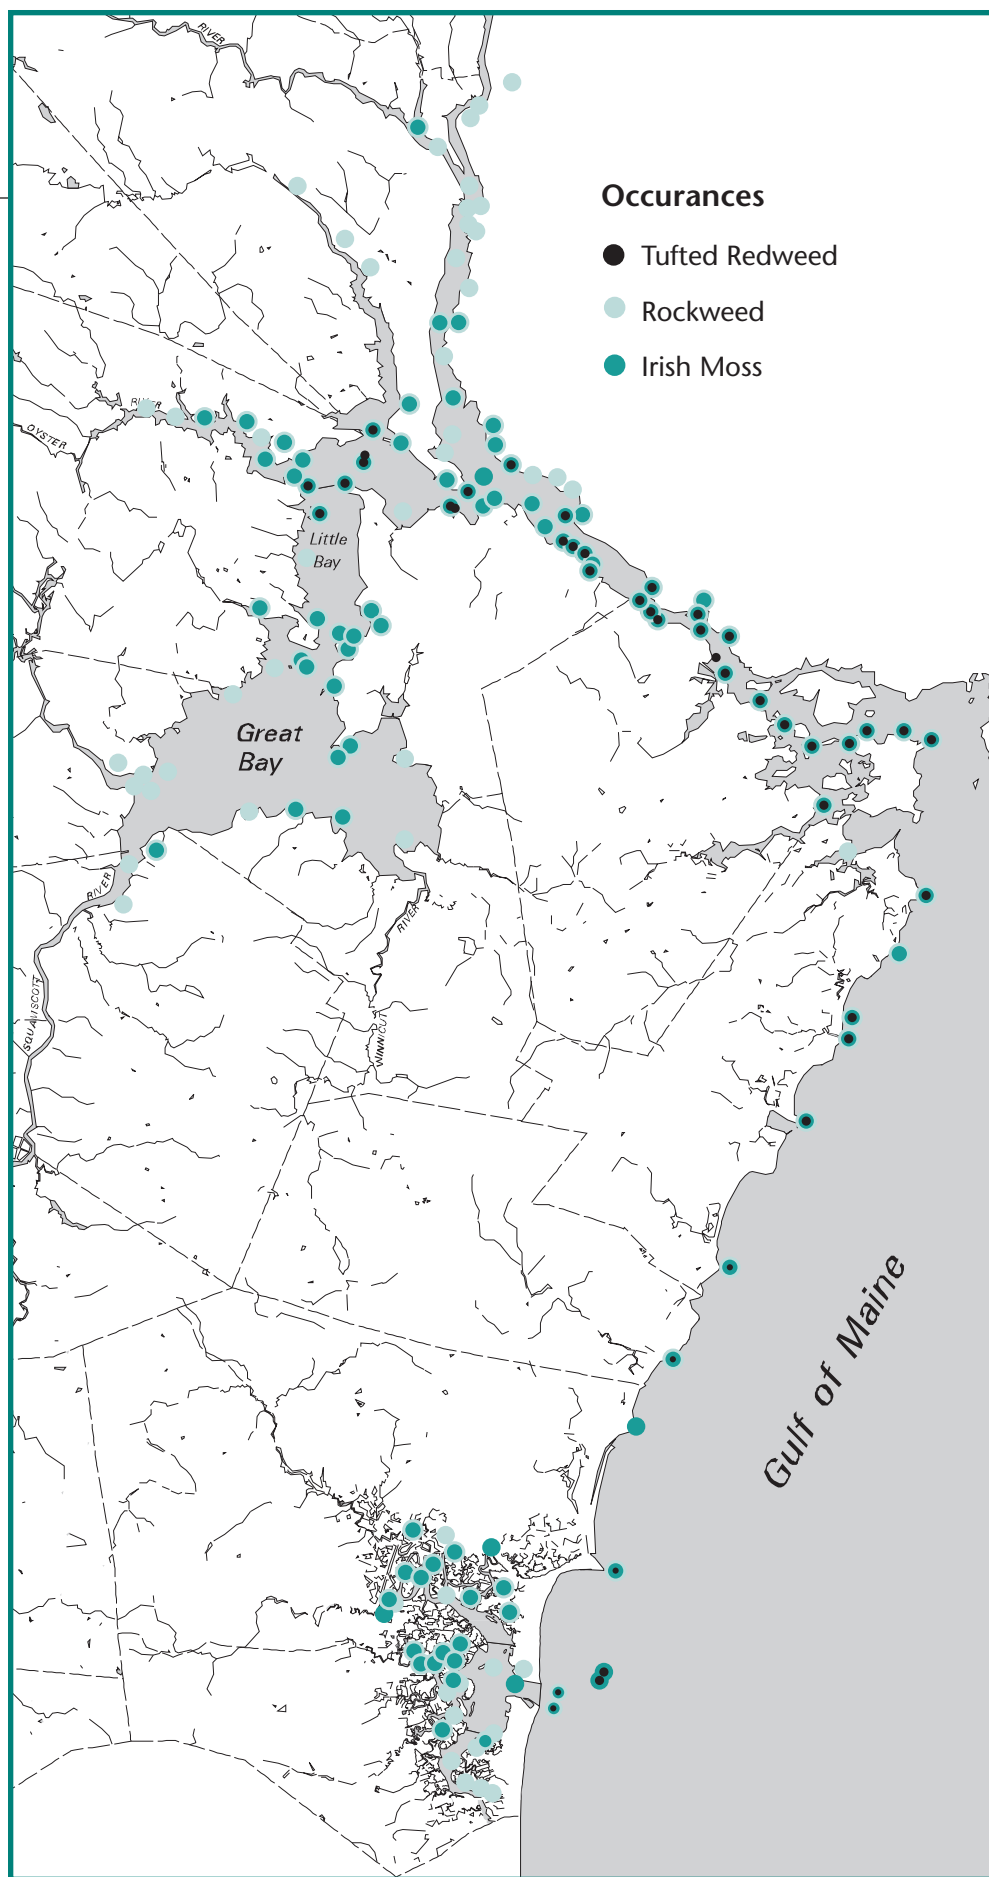 RIVER
Occurances
Tufted Redweed
Rockweed
Irish Moss
RIVER
OYSTER
Little
Bay
Great
Bay
RIVER
RIVER
SQUAMSCOTT
WINNICUT
Gulf of Maine